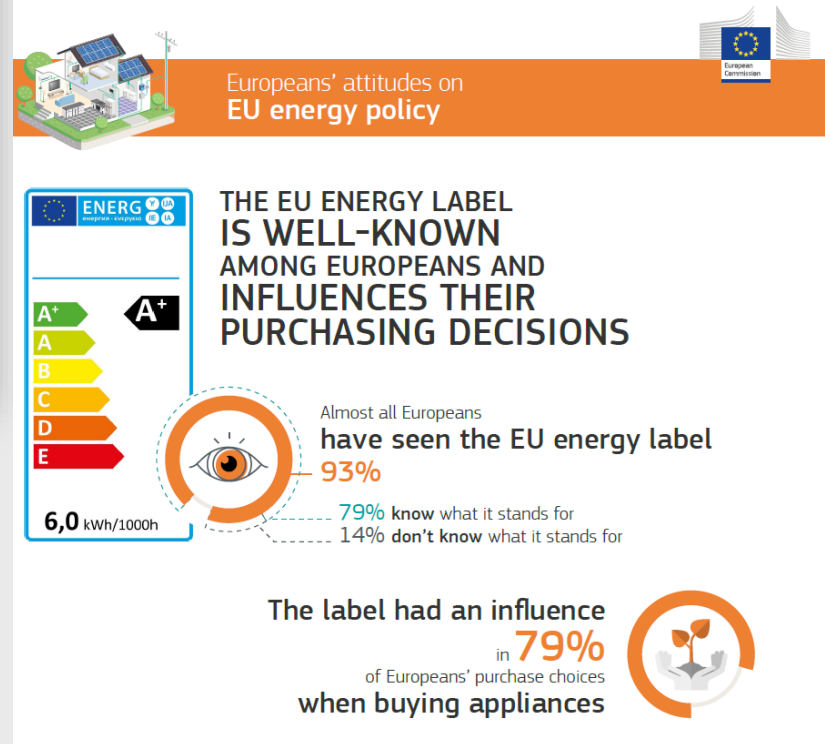 Europeans' attitudes on
EU energy policy
European
Commission
ENERG Y IJA
енергия · ενεργεια IE IA
THE EU ENERGY LABEL
IS WELL-KNOWN
AMONG EUROPEANS AND
INFLUENCES THEIR
PURCHASING DECISIONS
A+
A+
A
B
C
D
E
6,0 kWh/1000h
Almost all Europeans
have seen the EU energy label
93%
79% know what it stands for
14% don't know what it stands for
The label had an influence
in 79%
of Europeans' purchase choices
when buying appliances